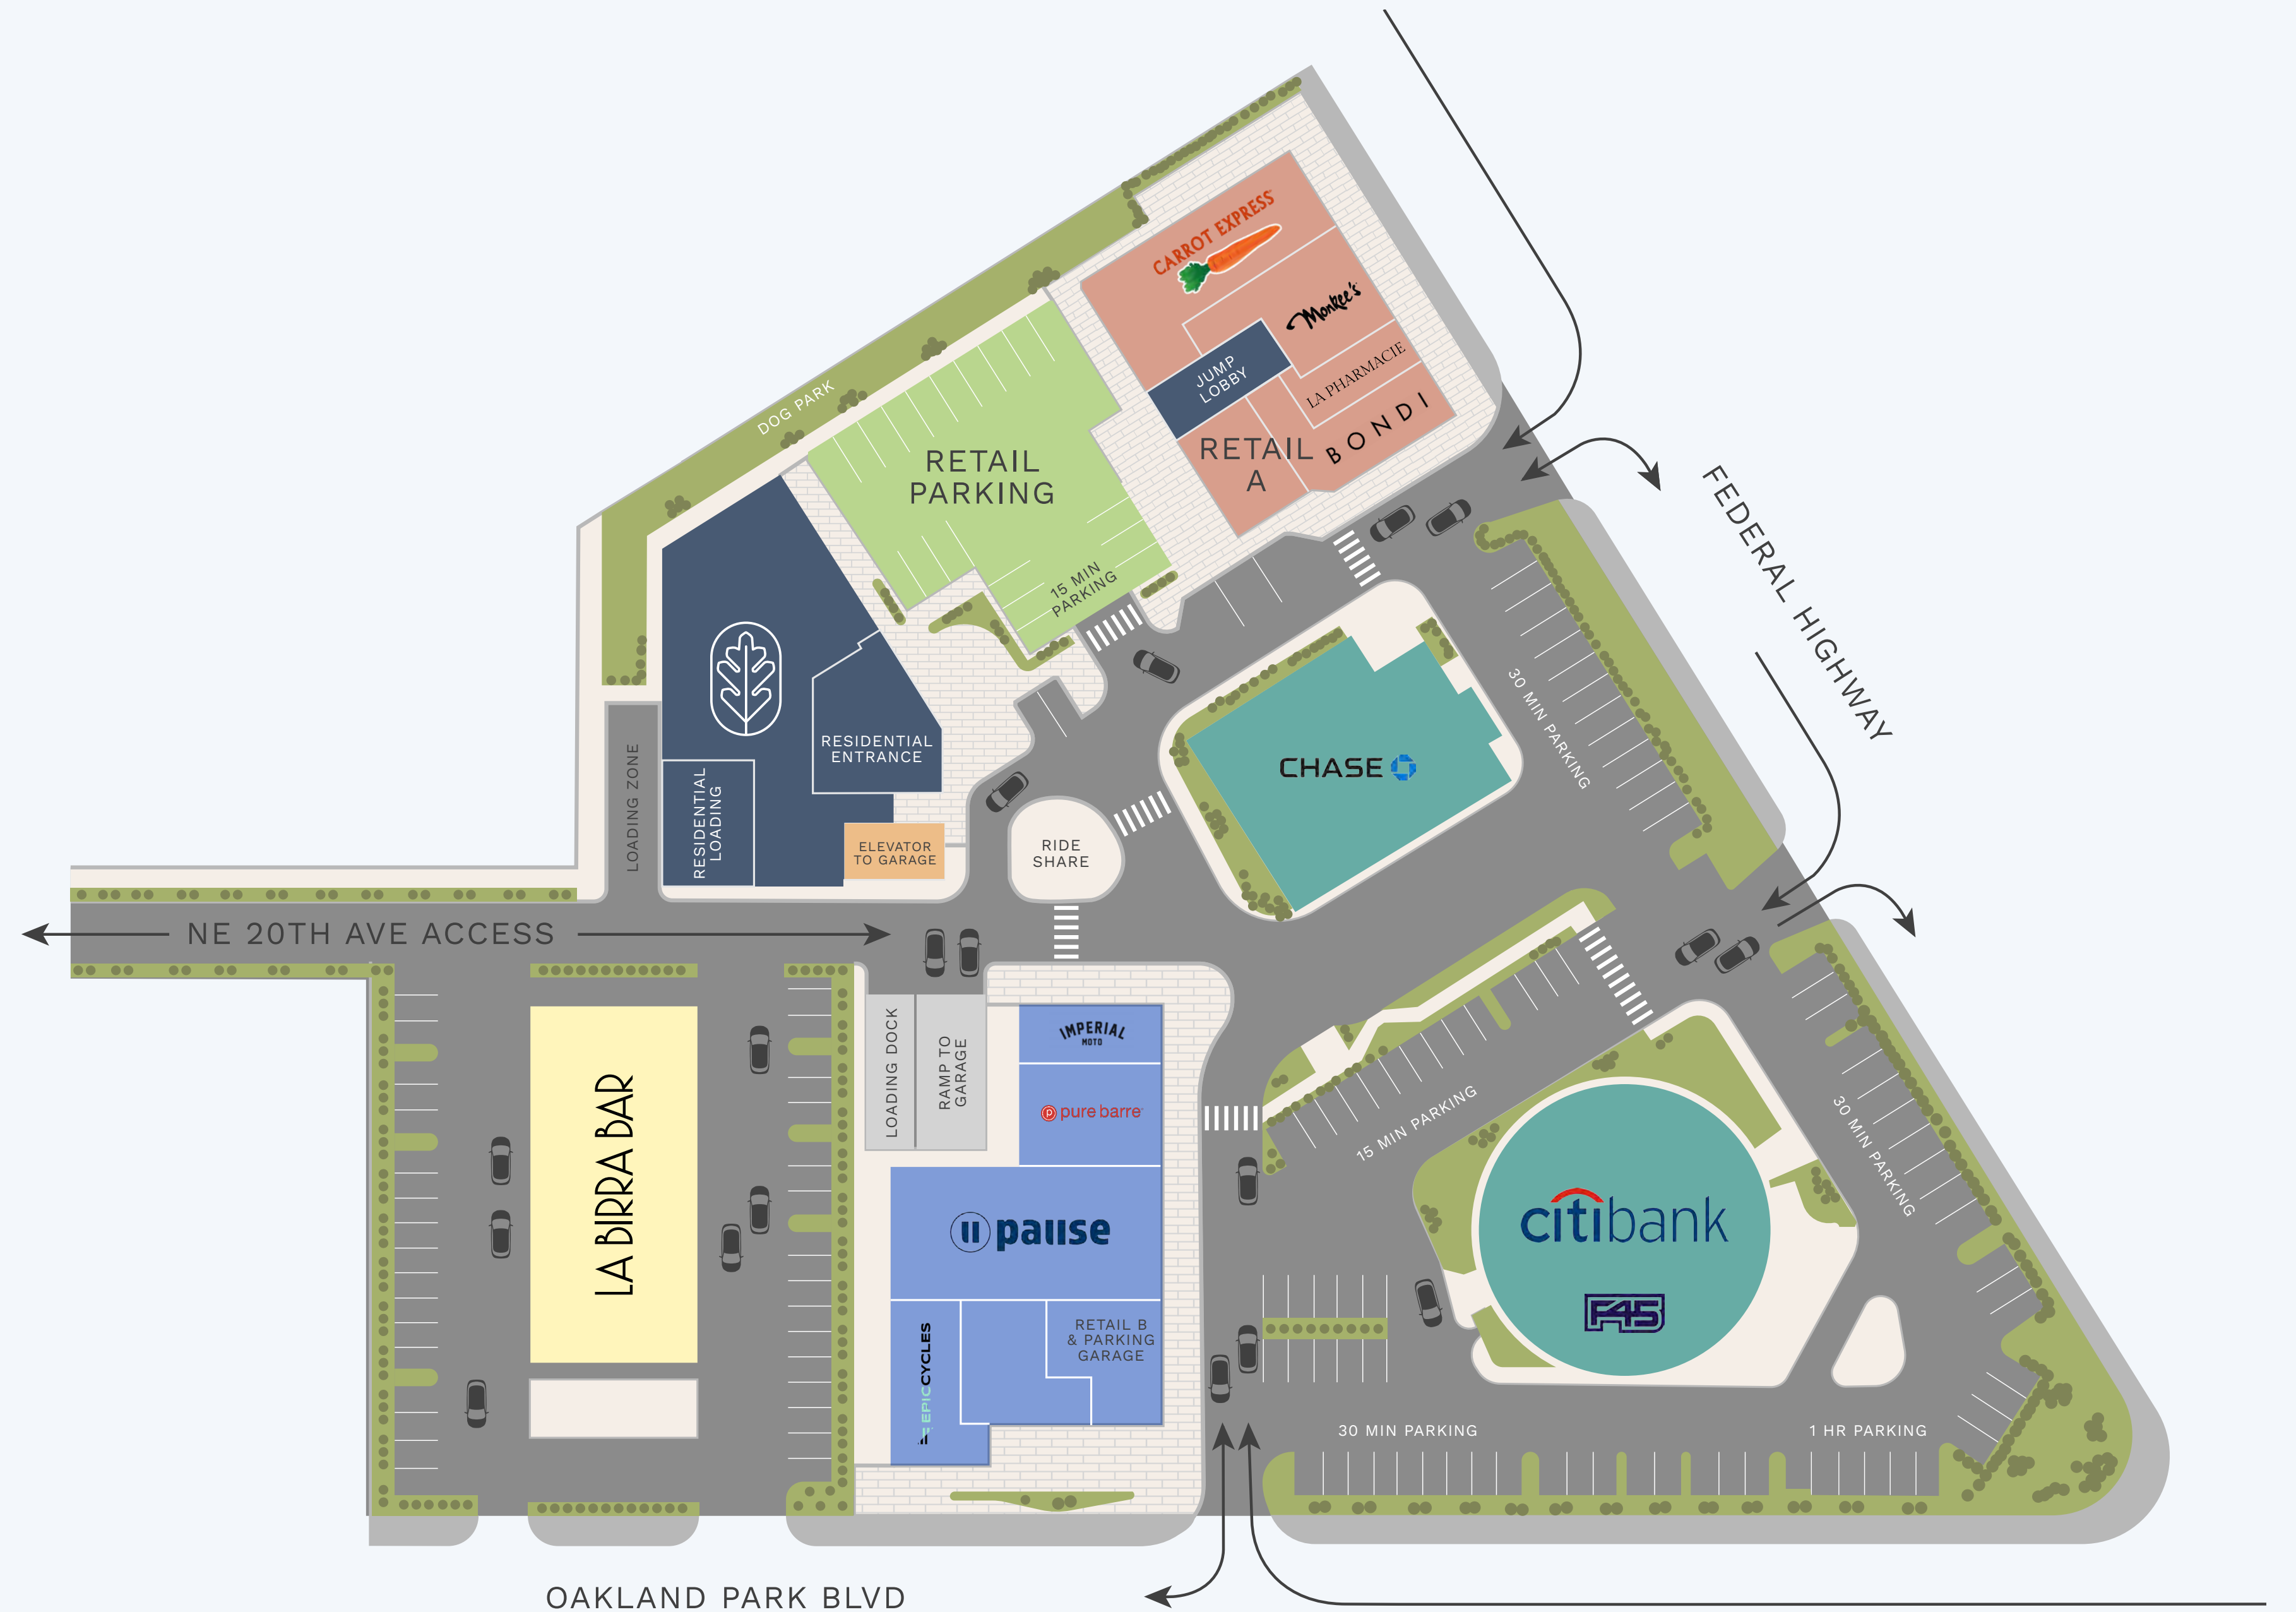 CARROT EXPRESS
Monkee's
JUMP
LOBBY
LA PHARMACIE
BONDI
RETAIL
A
DOG PARK
RETAIL
PARKING
15 MIN
PARKING
FEDERAL HIGHWAY
30 MIN PARKING
CHASE
RESIDENTIAL
ENTRANCE
LOADING ZONE
RESIDENTIAL
LOADING
ELEVATOR
TO GARAGE
RIDE
SHARE
NE 20TH AVE ACCESS
LA BIRRA BAR
LOADING DOCK
RAMP TO
GARAGE
IMPERIAL
MOTO
p pure barre
pause
EPICCYCLES
RETAIL B
& PARKING
GARAGE
15 MIN PARKING
30 MIN PARKING
citibank
F45
30 MIN PARKING
1 HR PARKING
OAKLAND PARK BLVD